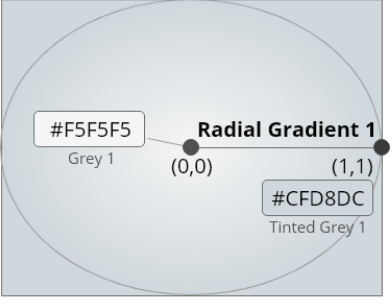 #F5F5F5
Grey 1
Radial Gradient 1
(0,0)
(1,1)
#CFD8DC
Tinted Grey 1